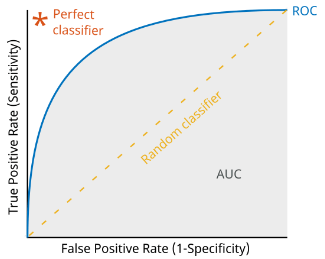 ROC
Perfect
classifier
True Positive Rate (Sensitivity)
Random classifier
AUC
False Positive Rate (1-Specificity)